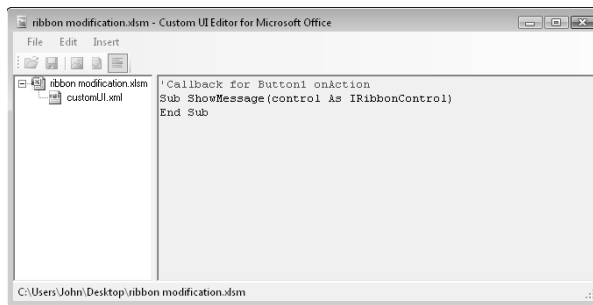 ribbon modification.xlsm - Custom UI Editor for Microsoft Office
File Edit Insert
ribbon modification.xlsm
customUI.xml
'Callback for Button1 onAction
Sub ShowMessage(control As IRibbonControl)
End Sub
C:\Users\John\Desktop\ribbon modification.xlsm